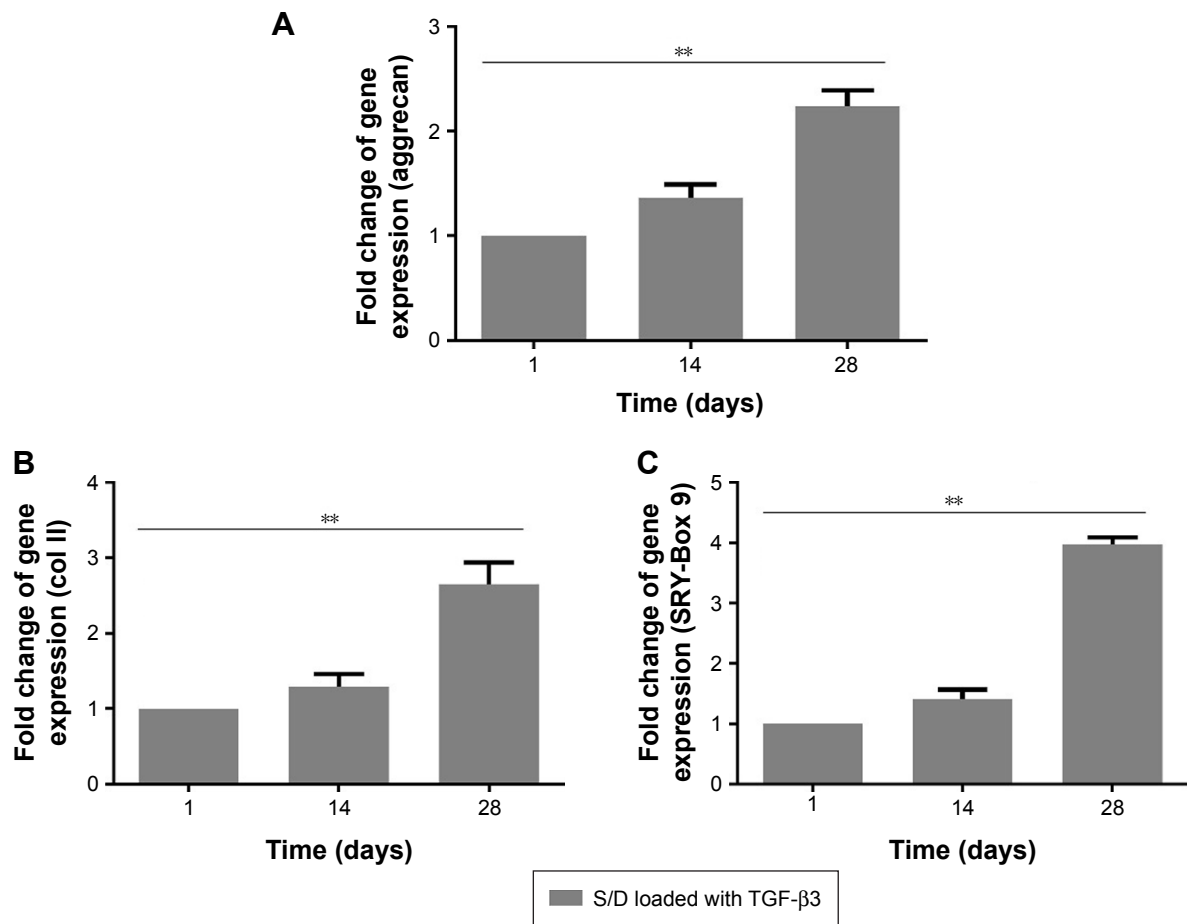 A
3
2
1
0
**
Fold change of gene
expression (aggrecan)
1 14 28
Time (days)
B
4
3
2
1
0
**
Fold change of gene
expression (col II)
1 14 28
Time (days)
C
5
4
3
2
1
0
**
Fold change of gene
expression (SRY-Box 9)
1 14 28
Time (days)
S/D loaded with TGF-β3